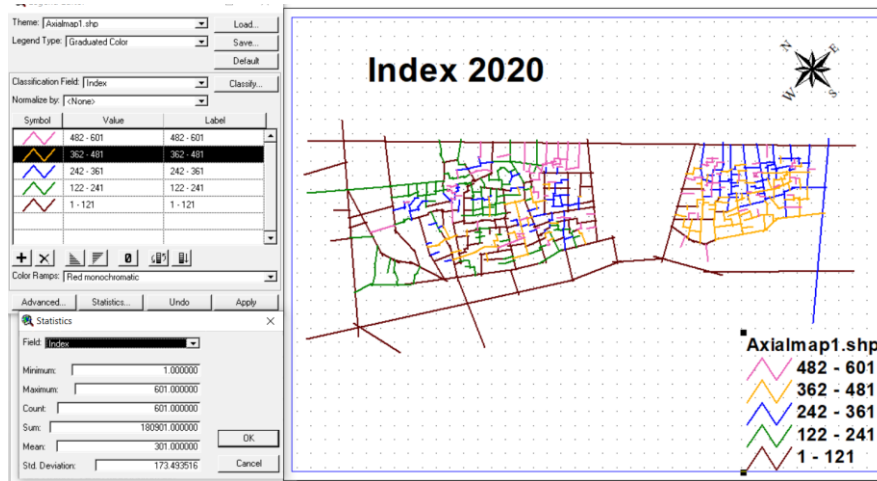 Theme: Axialmap1.shp
Load...
Legend Type: Graduated Color
Save...
Default
Classification Field: Index
Classify...
Normalize by: <None>
Symbol Value Label
482 - 601 482 - 601
362 - 481 362 - 481
242 - 361 242 - 361
122 - 241 122 - 241
1 - 121 1 - 121
Color Ramps: Red monochromatic
Advanced... Statistics... Undo Apply
Statistics
Field: Index
Minimum: 1.000000
Maximum: 601.000000
Count: 601.000000
Sum: 180901.000000
Mean: 301.000000
Std. Deviation: 173.493516
OK
Cancel
Index 2020
N
E
W
S
Axialmap1.shp
482 - 601
362 - 481
242 - 361
122 - 241
1 - 121